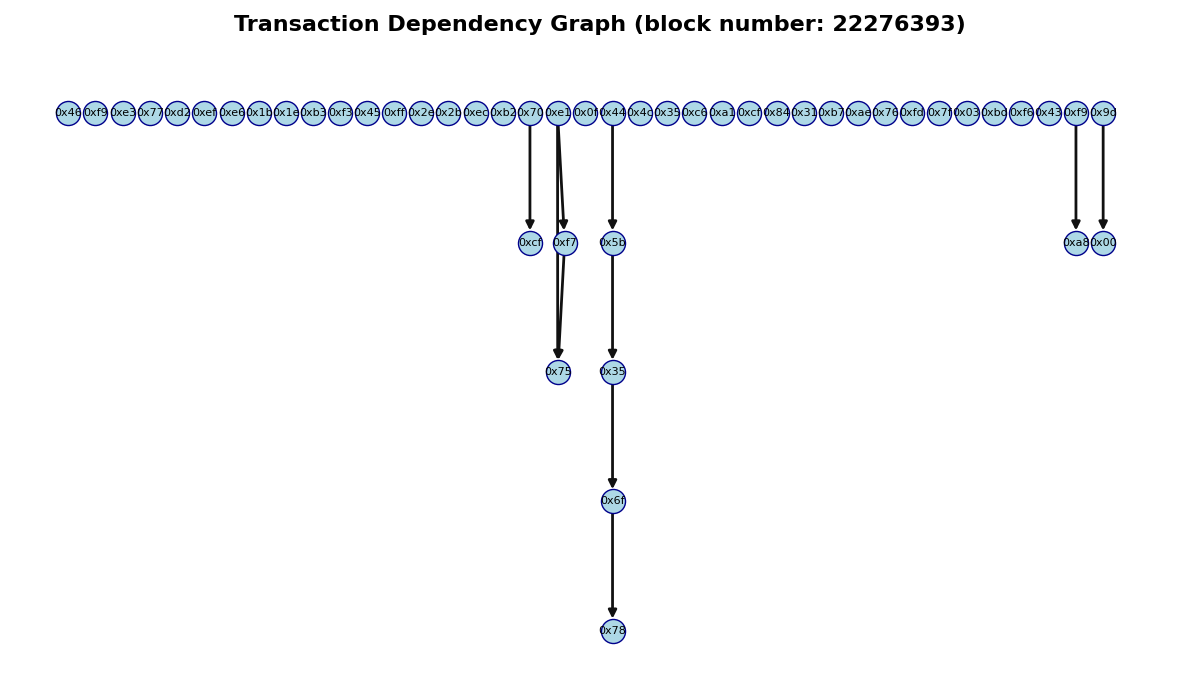 Transaction Dependency Graph (block number: 22276393)
0x46 0xf9 0xe3 0x77 0xd2 0xef 0xe6 0x1b 0x1e 0xb3 0xf3 0x45 0xff 0x2e 0x2b 0xec 0xb2 0x70 0xe1 0x0f 0x44 0x4c 0x35 0xc6 0xa1 0xcf 0x84 0x31 0xb7 0xae 0x76 0xfd 0x7f 0x03 0xbd 0xf6 0x43 0xf9 0x9d
0xcf 0xf7 0x5b 0xa8 0x00
0x75 0x35
0x6f
0x78